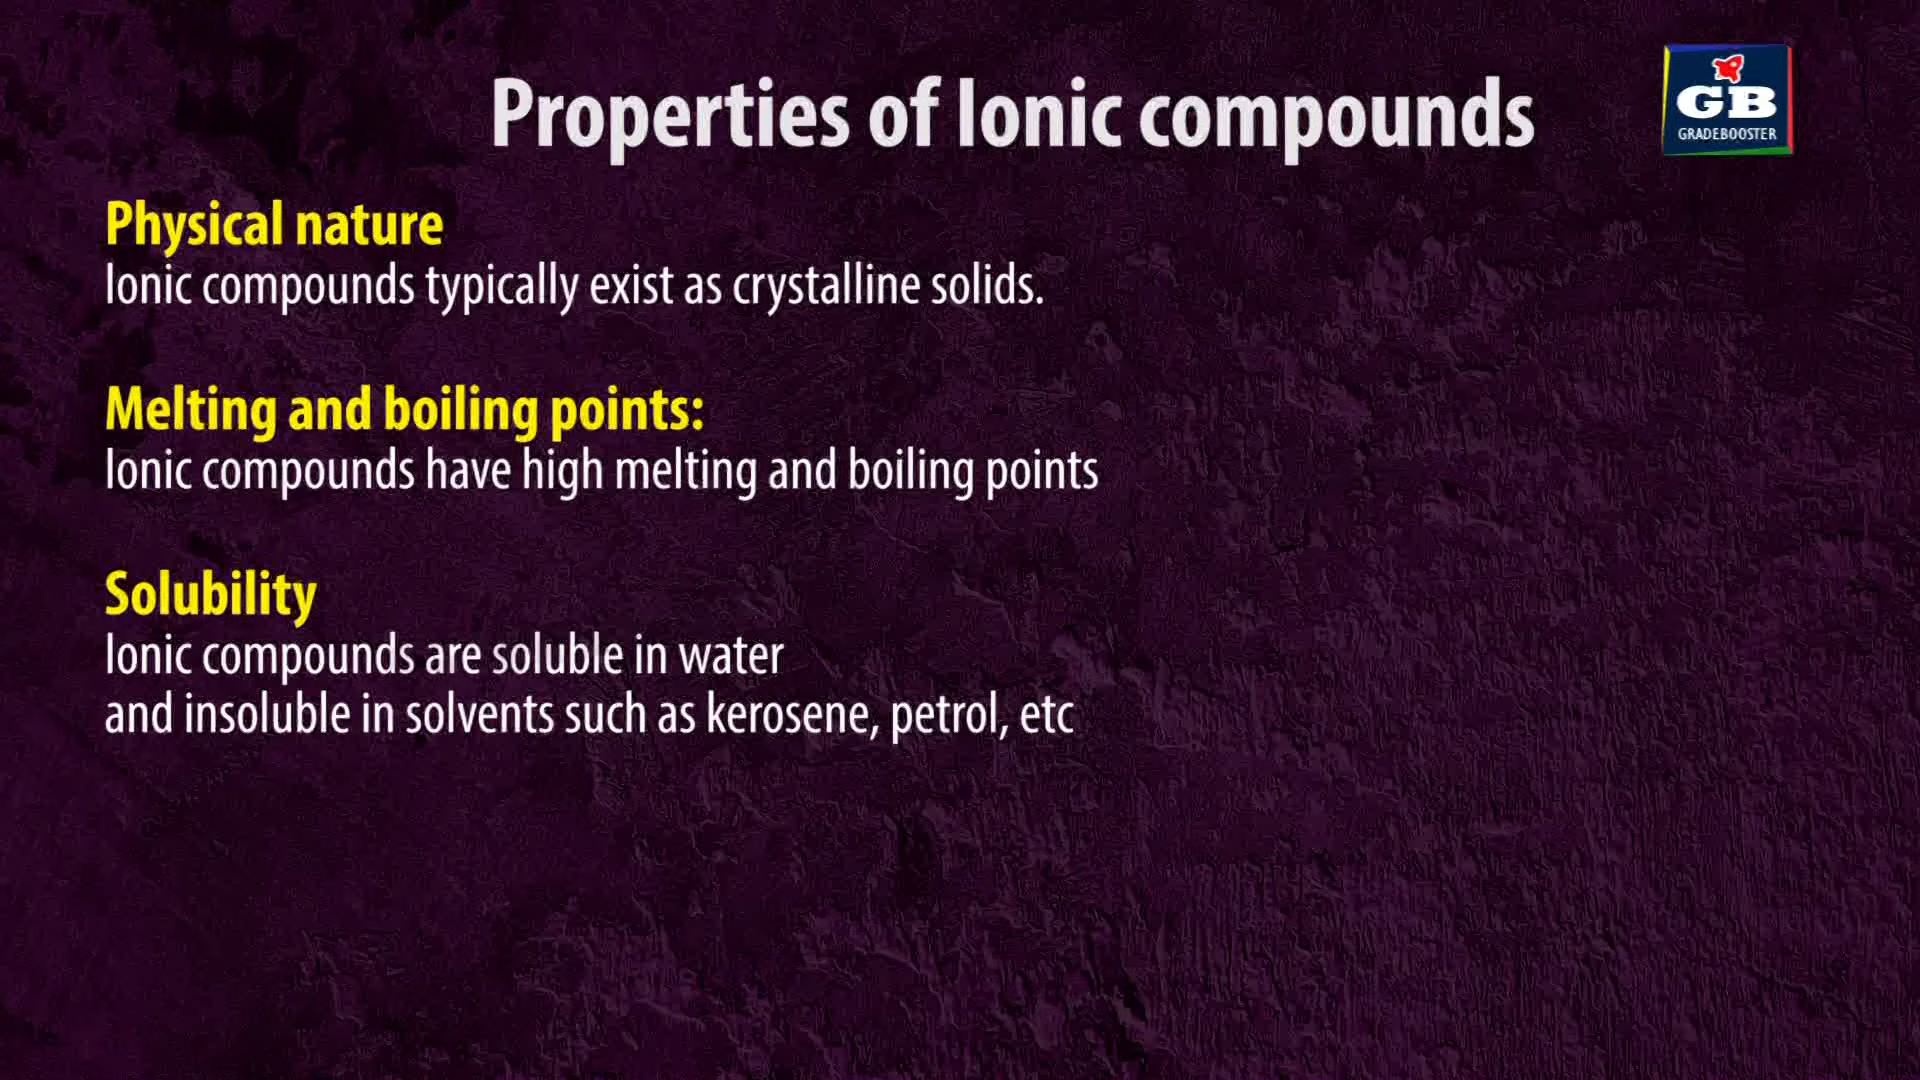 Properties of Ionic compounds
GB
GRADEBOOSTER
Physical nature
Ionic compounds typically exist as crystalline solids.
Melting and boiling points:
Ionic compounds have high melting and boiling points
Solubility
Ionic compounds are soluble in water
and insoluble in solvents such as kerosene, petrol, etc